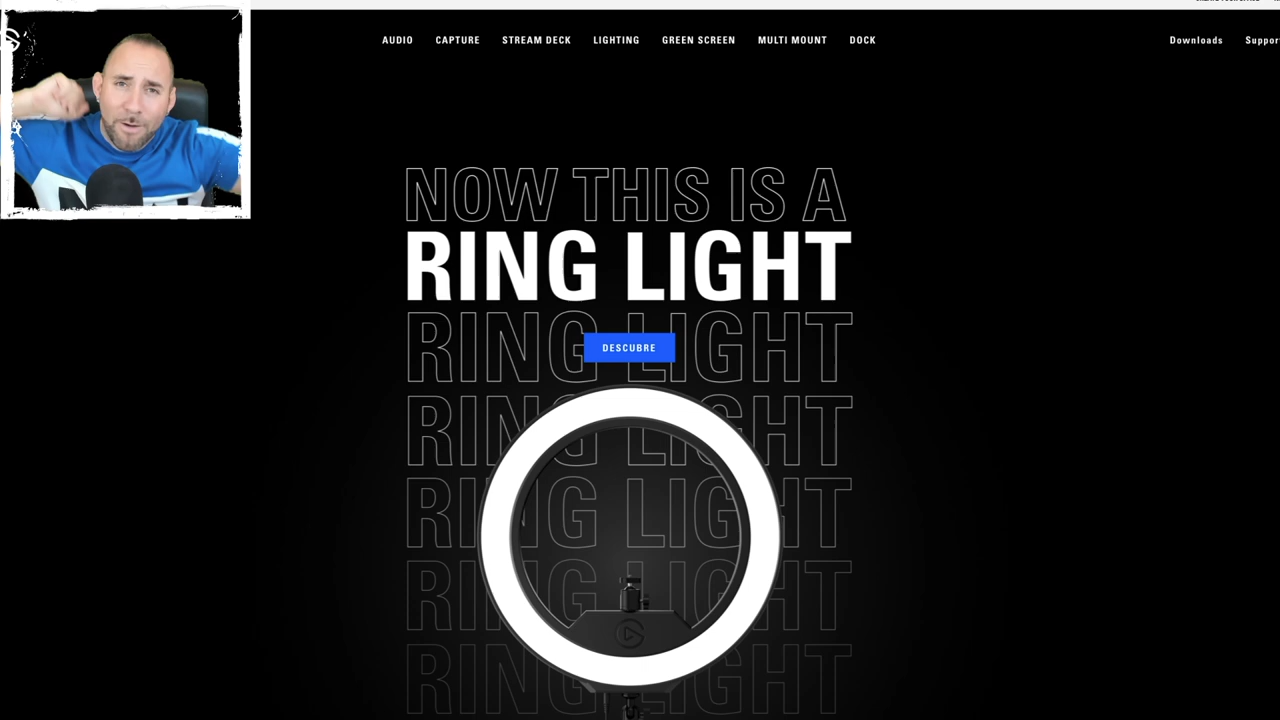 AUDIO CAPTURE STREAM DECK LIGHTING GREEN SCREEN MULTI MOUNT DOCK Downloads
NOW THIS IS A
RING LIGHT
RING LIGHT
DESCUBRE
RING LIGHT
RING LIGHT
RING LIGHT
RING LIGHT